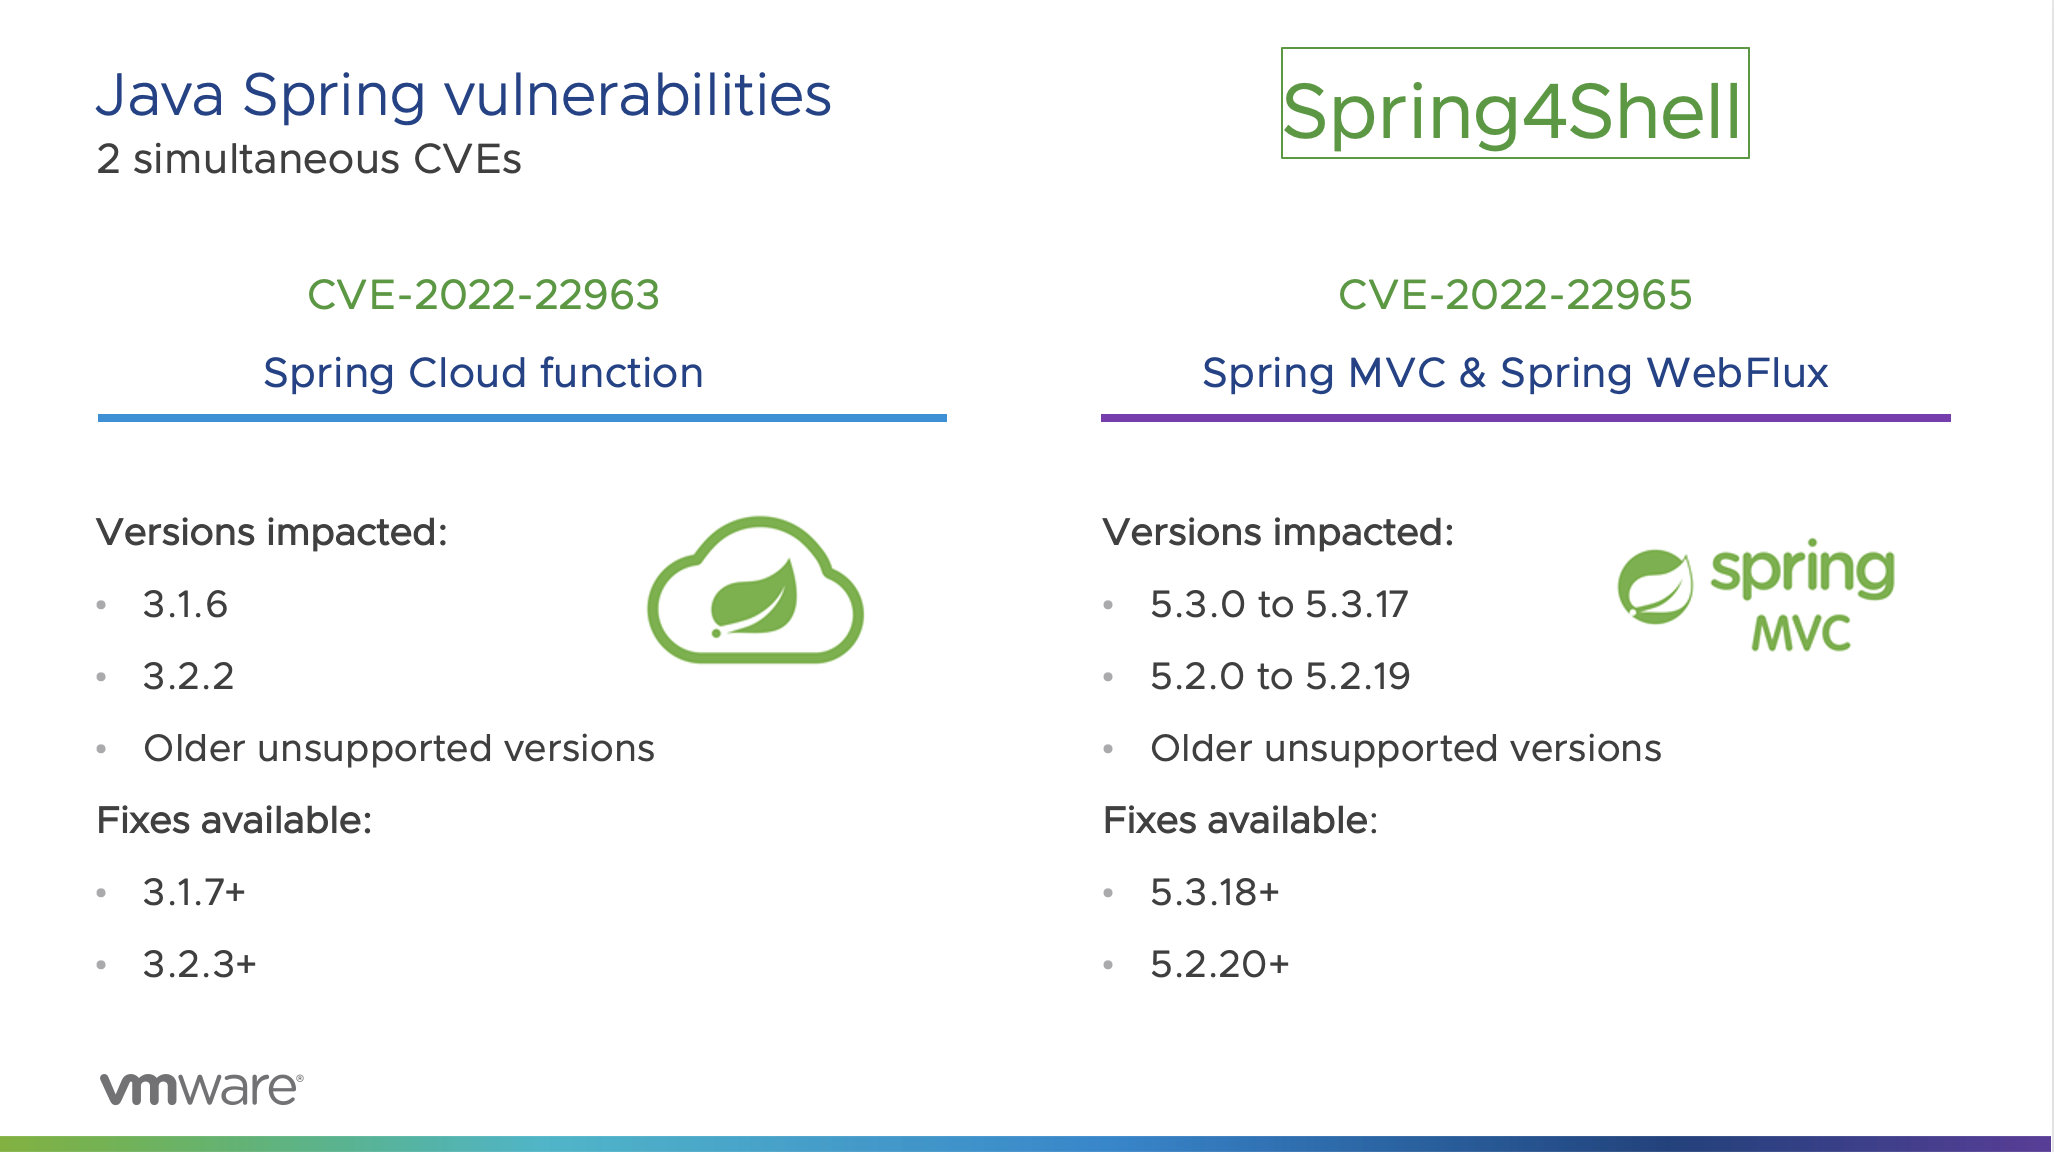 Java Spring vulnerabilities
2 simultaneous CVEs
Spring4Shell
CVE-2022-22963
Spring Cloud function
Versions impacted:
• 3.1.6
• 3.2.2
• Older unsupported versions
Fixes available:
• 3.1.7+
• 3.2.3+
CVE-2022-22965
Spring MVC & Spring WebFlux
Versions impacted:
• 5.3.0 to 5.3.17
• 5.2.0 to 5.2.19
• Older unsupported versions
Fixes available:
• 5.3.18+
• 5.2.20+
spring
MVC
vmware®